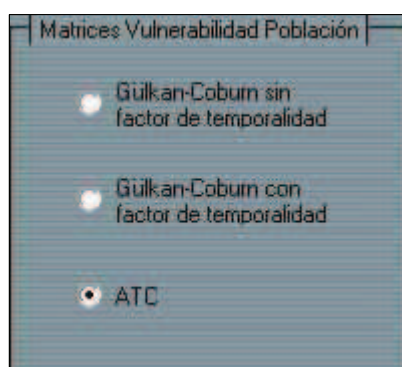 Matrices Vulnerabilidad Población
Gülkan-Coburn sin
factor de temporalidad
Gülkan-Coburn con
factor de temporalidad
ATC